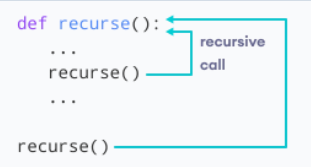 def recurse():
...
recurse()
...
recurse()
recursive
call